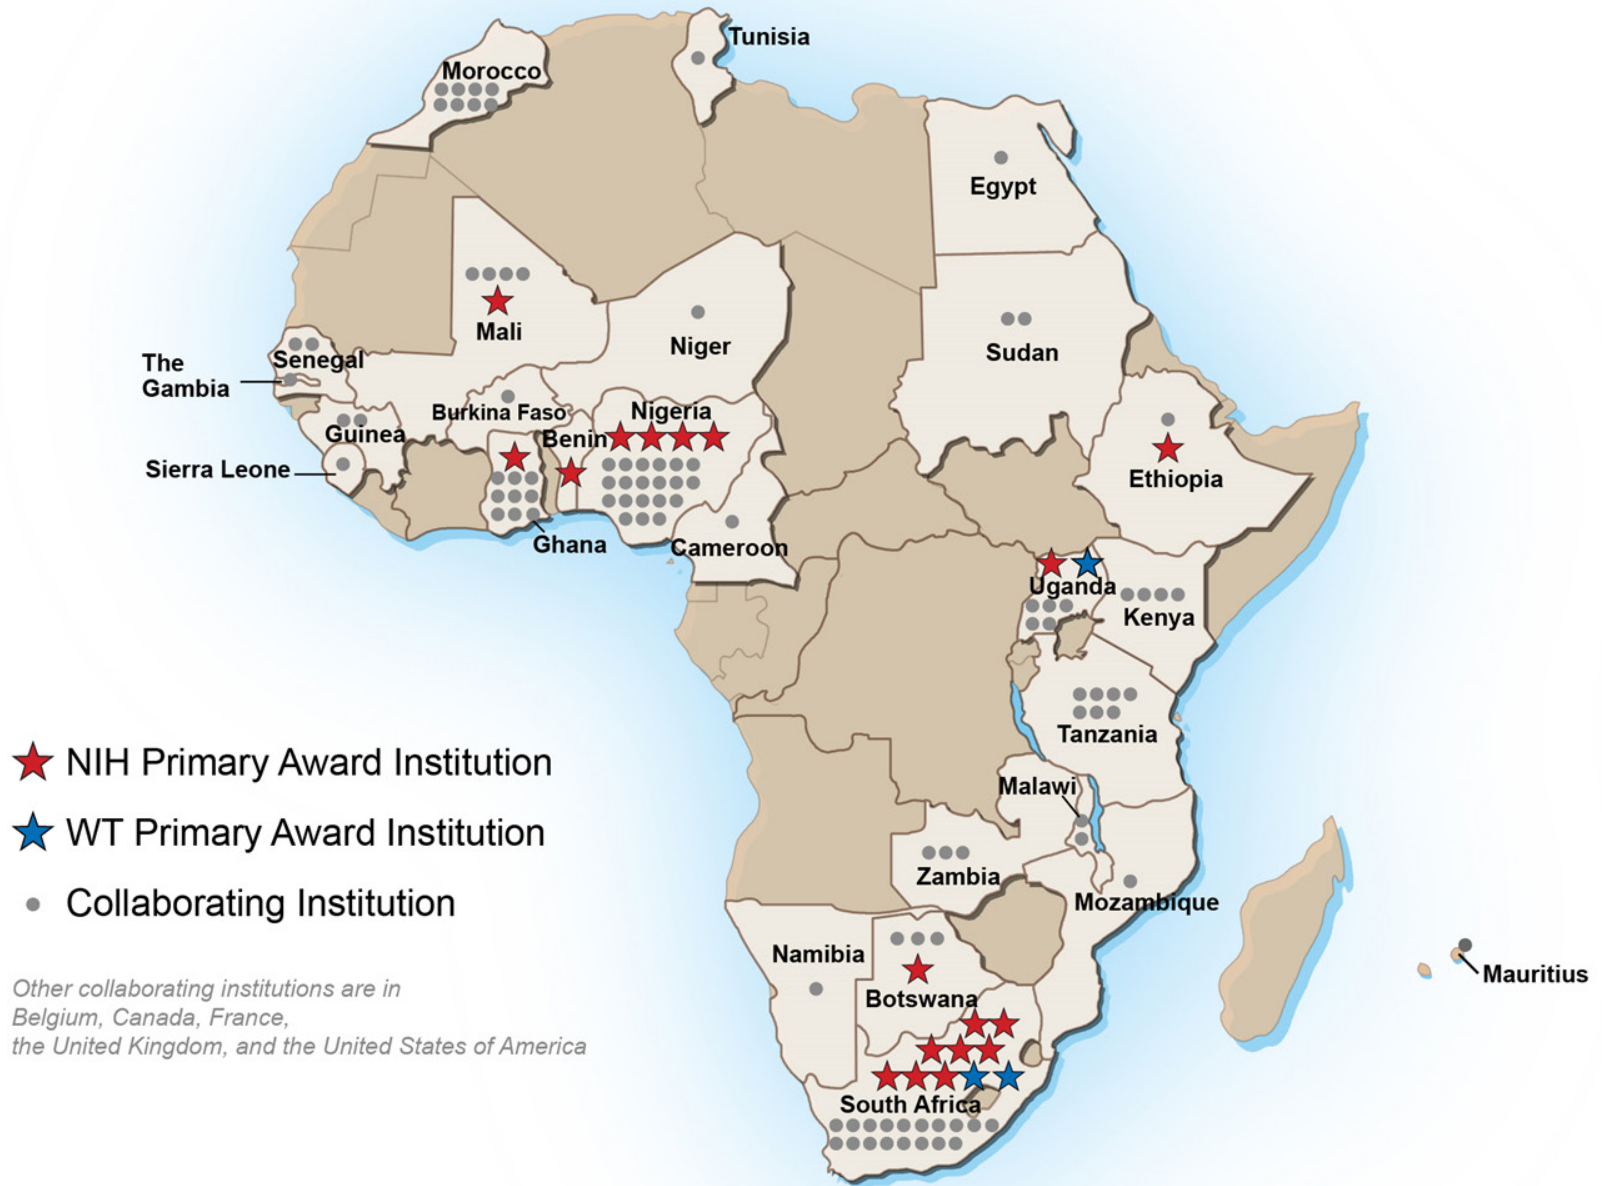 Tunisia
Morocco
Egypt
Mali
Niger
Sudan
Senegal
The
Gambia
Burkina Faso
Nigeria
Guinea
Benin
Sierra Leone
Ethiopia
Ghana
Cameroon
Uganda
Kenya
Tanzania
NIH Primary Award Institution
Malawi
WT Primary Award Institution
Zambia
Collaborating Institution
Mozambique
Namibia
Mauritius
Botswana
Other collaborating institutions are in
Belgium, Canada, France,
the United Kingdom, and the United States of America
South Africa